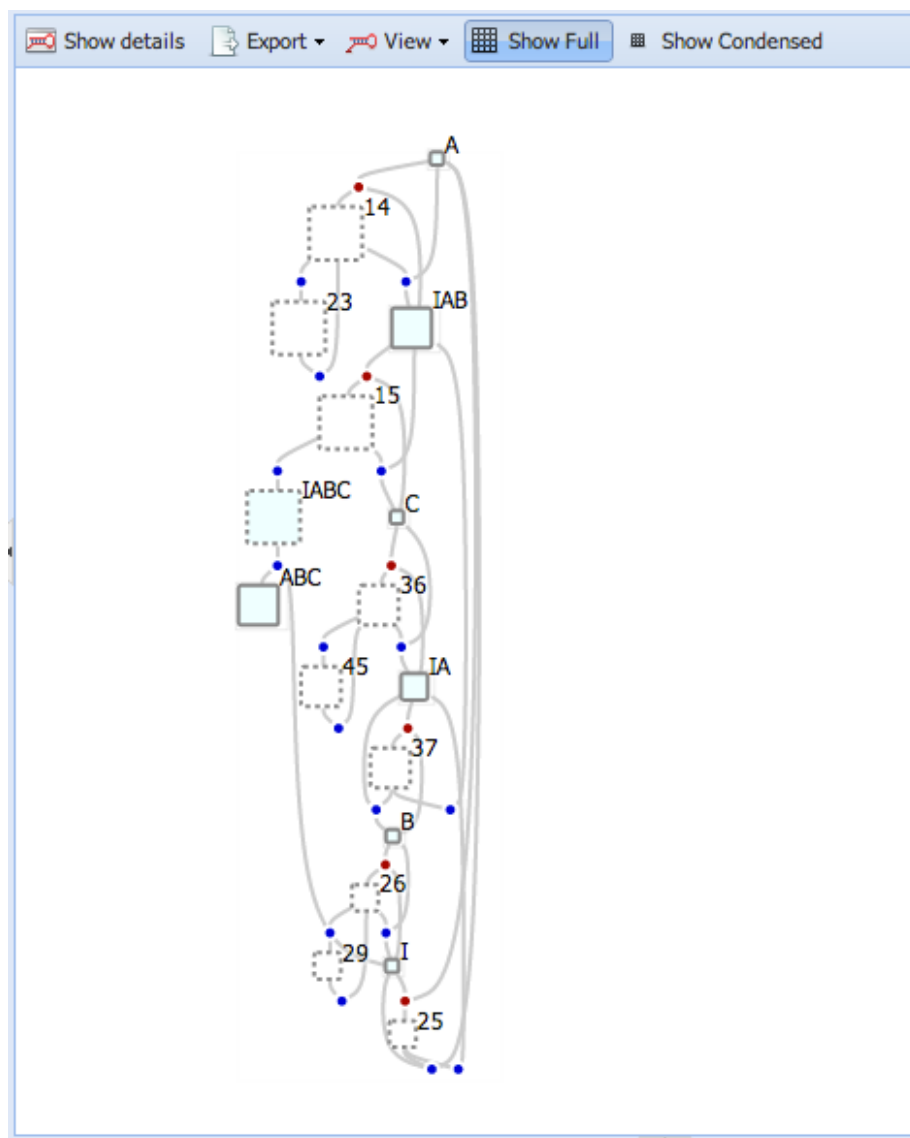 Show details Export View Show Full Show Condensed
A
14
23
IAB
15
IABC
C
ABC
36
45
IA
37
B
26
29
I
25